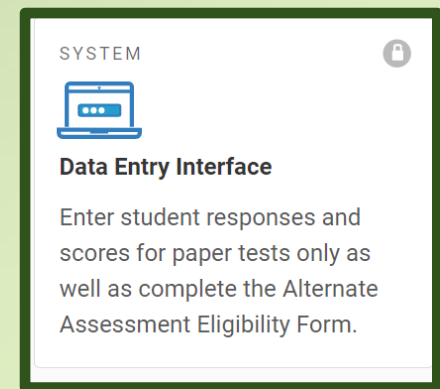 SYSTEM
Data Entry Interface
Enter student responses and
scores for paper tests only as
well as complete the Alternate
Assessment Eligibility Form.